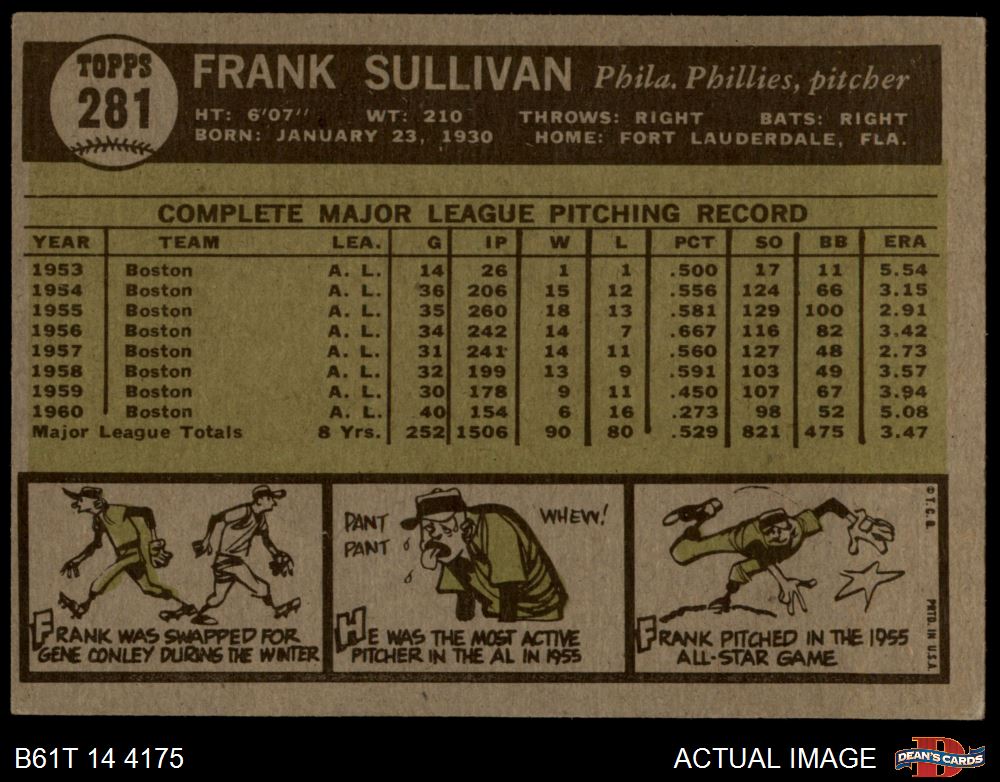 TOPPS
281
FRANK SULLIVAN Phila. Phillies, pitcher
HT: 6'07" WT: 210 THROWS: RIGHT BATS: RIGHT
BORN: JANUARY 23, 1930 HOME: FORT LAUDERDALE, FLA.
COMPLETE MAJOR LEAGUE PITCHING RECORD
YEAR TEAM LEA. G IP W L PCT SO BB ERA
1953 Boston A. L. 14 26 1 1 .500 17 11 5.54
1954 Boston A. L. 36 206 15 12 .556 124 66 3.15
1955 Boston A. L. 35 260 18 13 .581 129 100 2.91
1956 Boston A. L. 34 242 14 7 .667 116 82 3.42
1957 Boston A. L. 31 241 14 11 .560 127 48 2.73
1958 Boston A. L. 32 199 13 9 .591 103 49 3.57
1959 Boston A. L. 30 178 9 11 .450 107 67 3.94
1960 Boston A. L. 40 154 6 16 .273 98 52 5.08
Major League Totals 8 Yrs. 252 1506 90 80 .529 821 475 3.47
FRANK WAS SWAPPED FOR
GENE CONLEY DURING THE WINTER
PANT
PANT
WHEW!
HE WAS THE MOST ACTIVE
PITCHER IN THE AL IN 1955
FRANK PITCHED IN THE 1955
ALL-STAR GAME
© T. C. G.
PRTD. IN U.S.A.
B61T 14 4175
ACTUAL IMAGE
D
DEAN'S CARDS